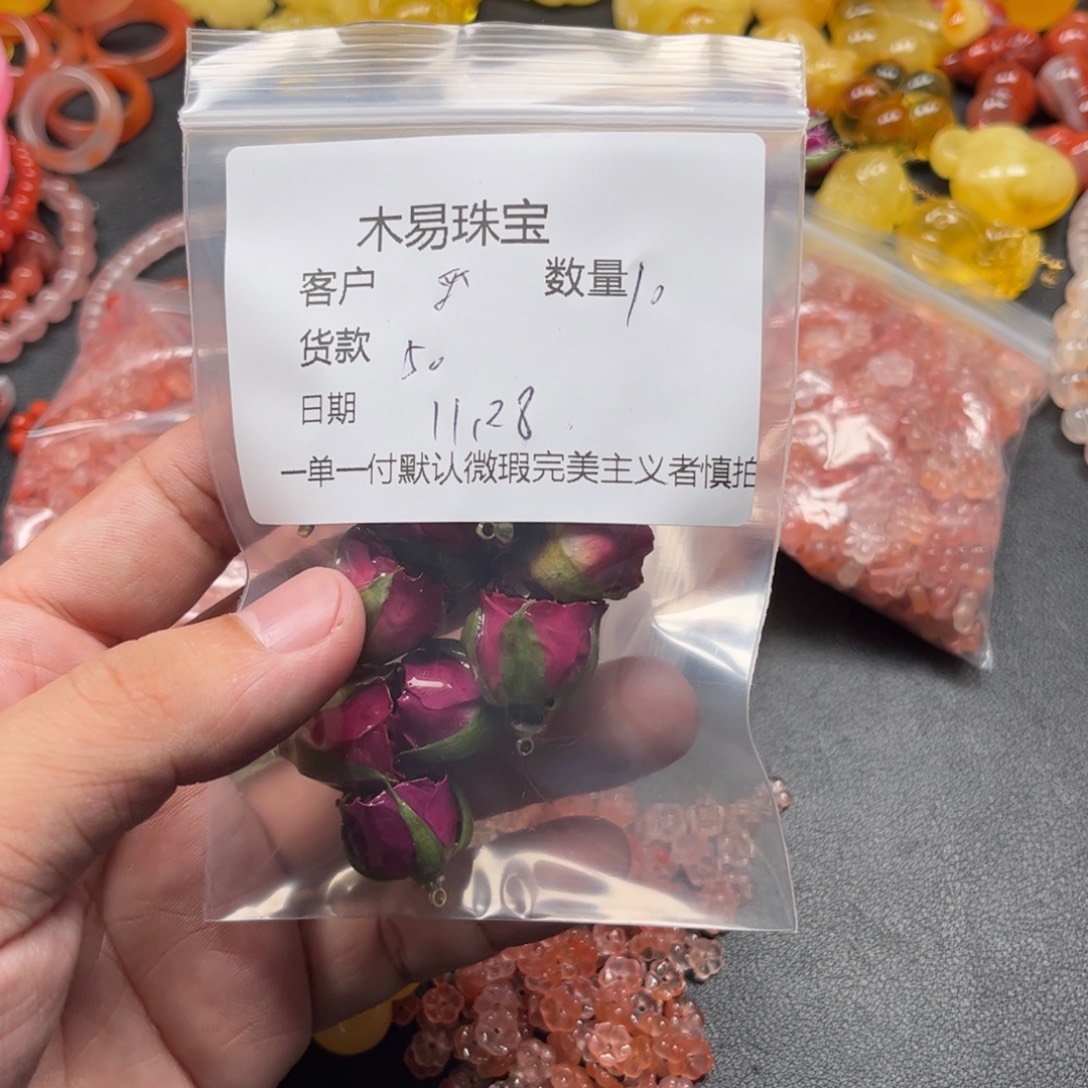 木易珠宝
客户 数量10
货款 50
日期 11.28
一单一付默认微瑕完美主义者慎拍